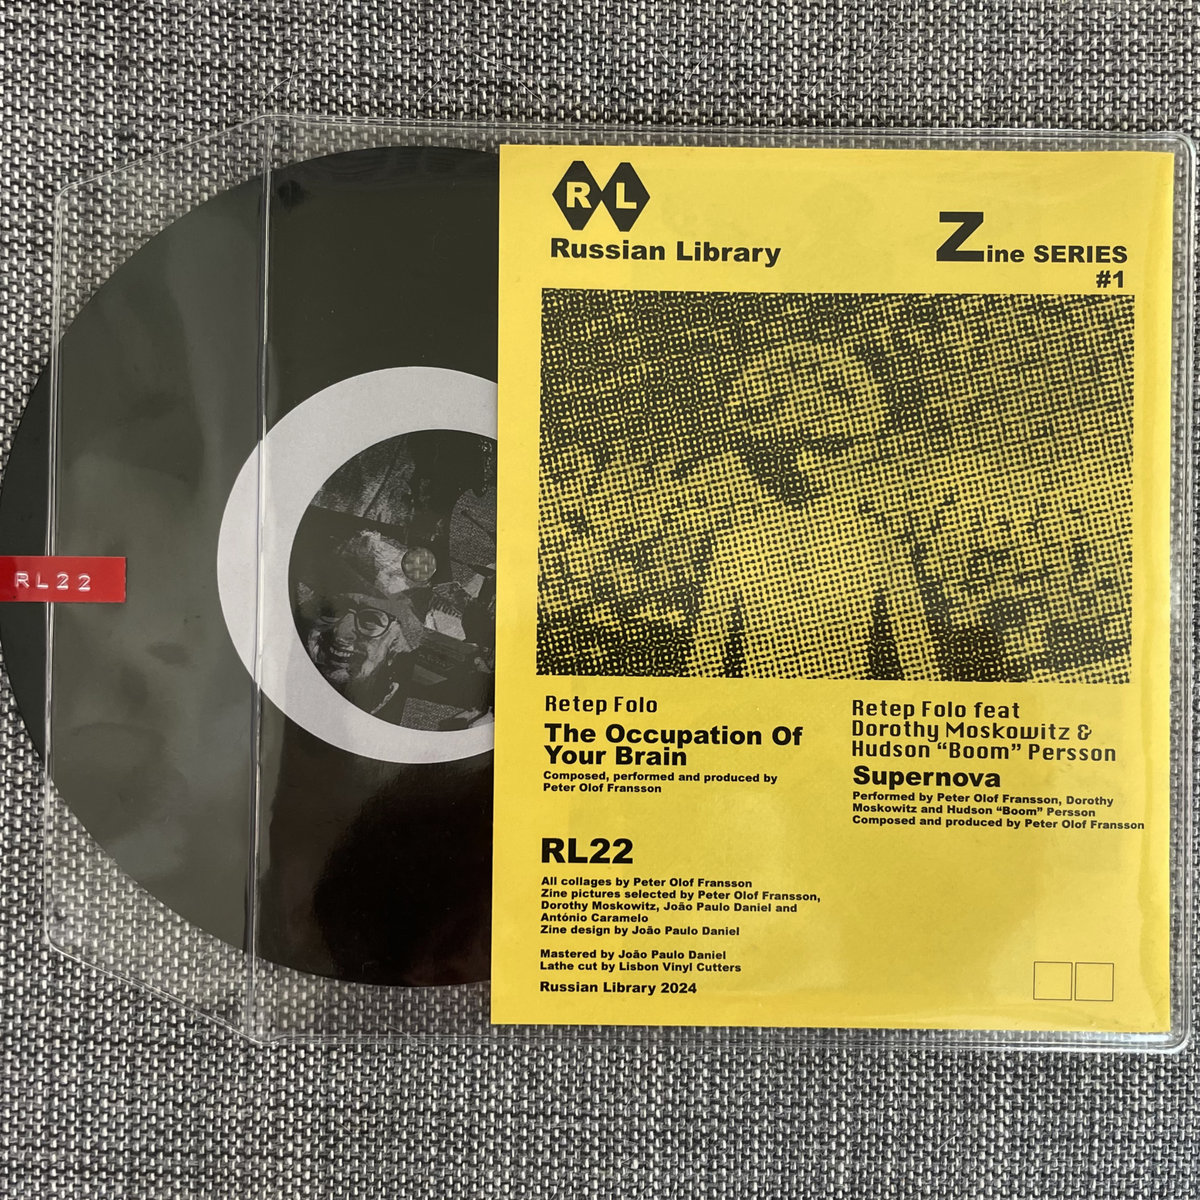 RL22
R L
Russian Library
Zine SERIES
#1
Retep Folo
The Occupation Of
Your Brain
Composed, performed and produced by
Peter Olof Fransson
Retep Folo feat
Dorothy Moskowitz &
Hudson “Boom” Persson
Supernova
Performed by Peter Olof Fransson, Dorothy
Moskowitz and Hudson “Boom” Persson
Composed and produced by Peter Olof Fransson
RL22
All collages by Peter Olof Fransson
Zine pictures selected by Peter Olof Fransson,
Dorothy Moskowitz, João Paulo Daniel and
António Caramelo
Zine design by João Paulo Daniel
Mastered by João Paulo Daniel
Lathe cut by Lisbon Vinyl Cutters
Russian Library 2024